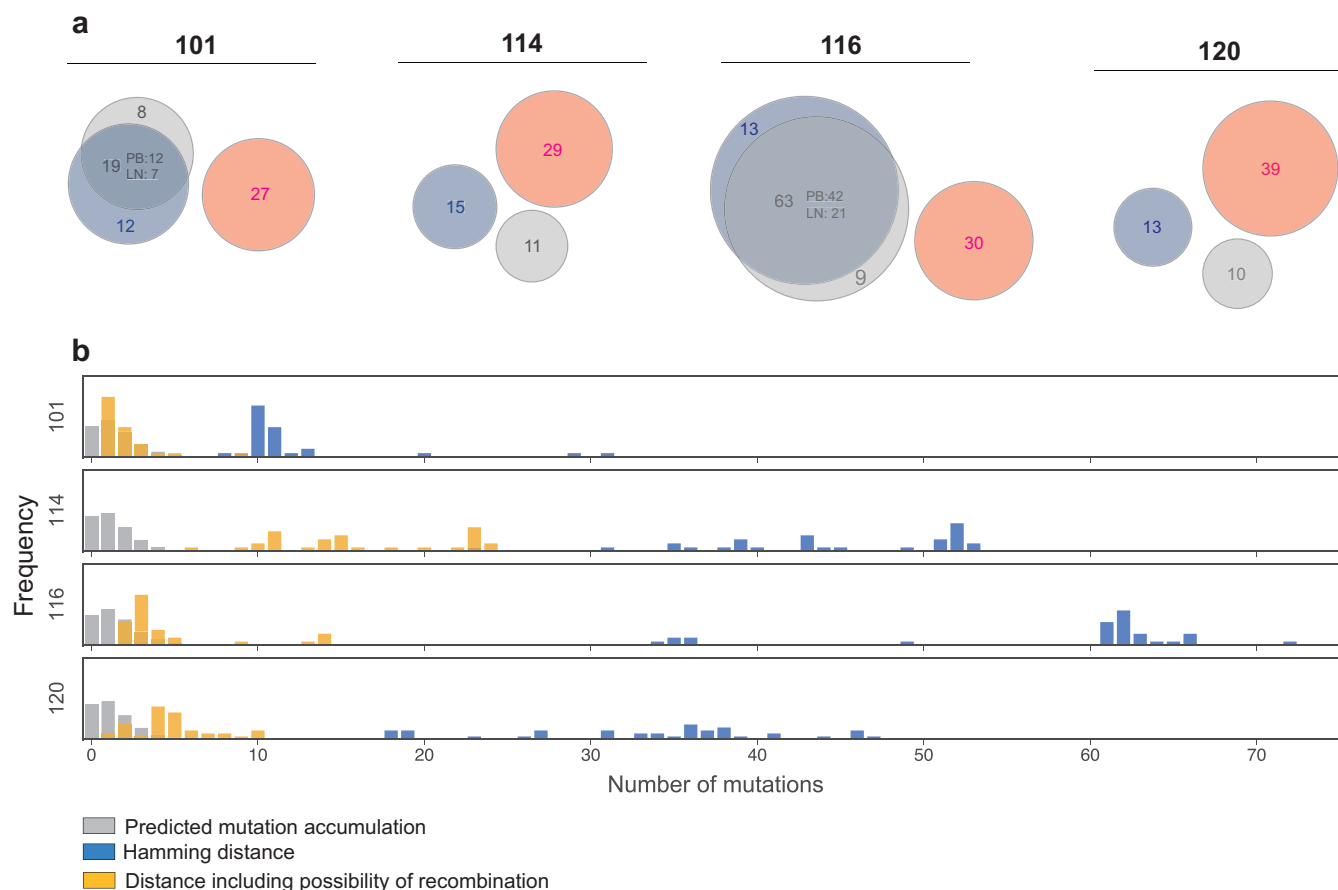 a
101
114
116
120
8
19 PB:12
LN: 7
12
27
29
15
11
13
63 PB:42
LN: 21
9
30
39
13
10
b
Frequency
101
114
116
120
0 10 20 30 40 50 60 70
Number of mutations
Predicted mutation accumulation
Hamming distance
Distance including possibility of recombination